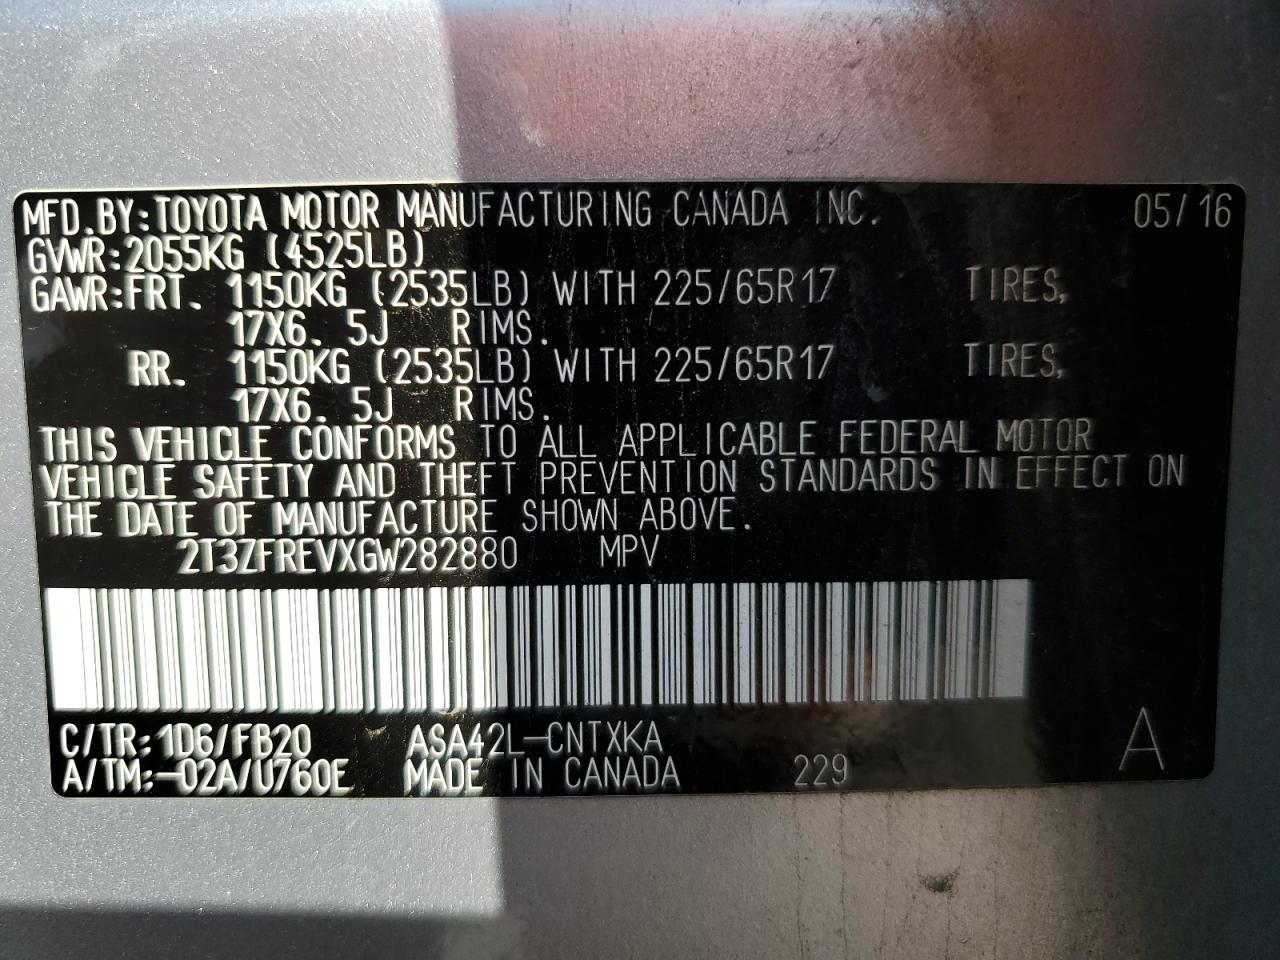 MFD.BY:TOYOTA MOTOR MANUFACTURING CANADA INC. 05/16
GVWR:2055KG (4525LB)
GAWR:FRT. 1150KG (2535LB) WITH 225/65R17 TIRES,
17X6. 5J RIMS.
RR. 1150KG (2535LB) WITH 225/65R17 TIRES,
17X6. 5J RIMS.
THIS VEHICLE CONFORMS TO ALL APPLICABLE FEDERAL MOTOR
VEHICLE SAFETY AND THEFT PREVENTION STANDARDS IN EFFECT ON
THE DATE OF MANUFACTURE SHOWN ABOVE.
2T3ZFREVXGW282880 MPV
C/TR:1D6/FB20 ASA42L-CNTXKA
A/TM:-02A/U760E MADE IN CANADA 229 A